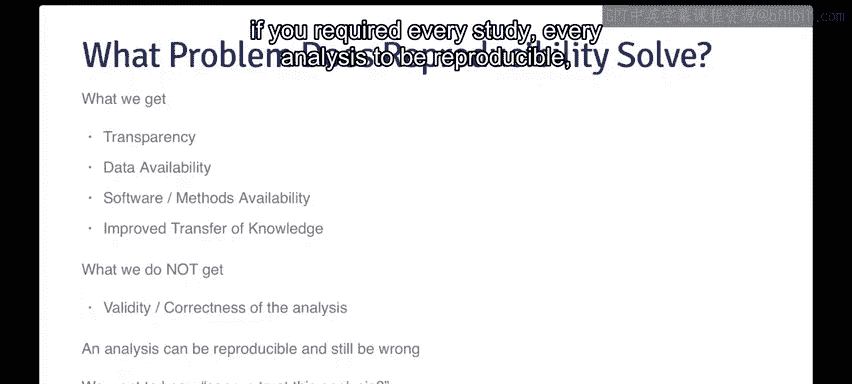 if you required every study, every
analysis to be reproducible,
What Problem Does Reproducibility Solve?
What we get
· Transparency
· Data Availability
· Software / Methods Availability
· Improved Transfer of Knowledge
What we do NOT get
· Validity / Correctness of the analysis
An analysis can be reproducible and still be wrong